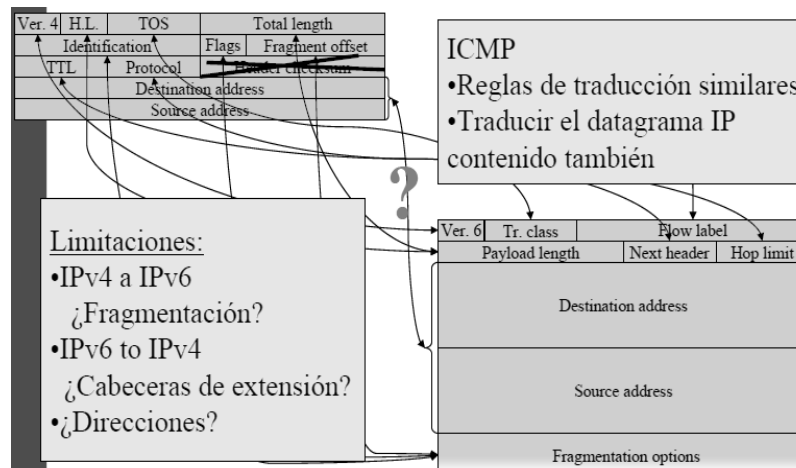 Ver. 4 H.L. TOS Total length
Identification Flags Fragment offset
TTL Protocol Header checksum
Destination address
Source address
ICMP
•Reglas de traducción similares
•Traducir el datagrama IP
contenido también
?
Limitaciones:
•IPv4 a IPv6
¿Fragmentación?
•IPv6 to IPv4
¿Cabeceras de extensión?
•¿Direcciones?
Ver. 6 Tr. class Flow label
Payload length Next header Hop limit
Destination address
Source address
Fragmentation options